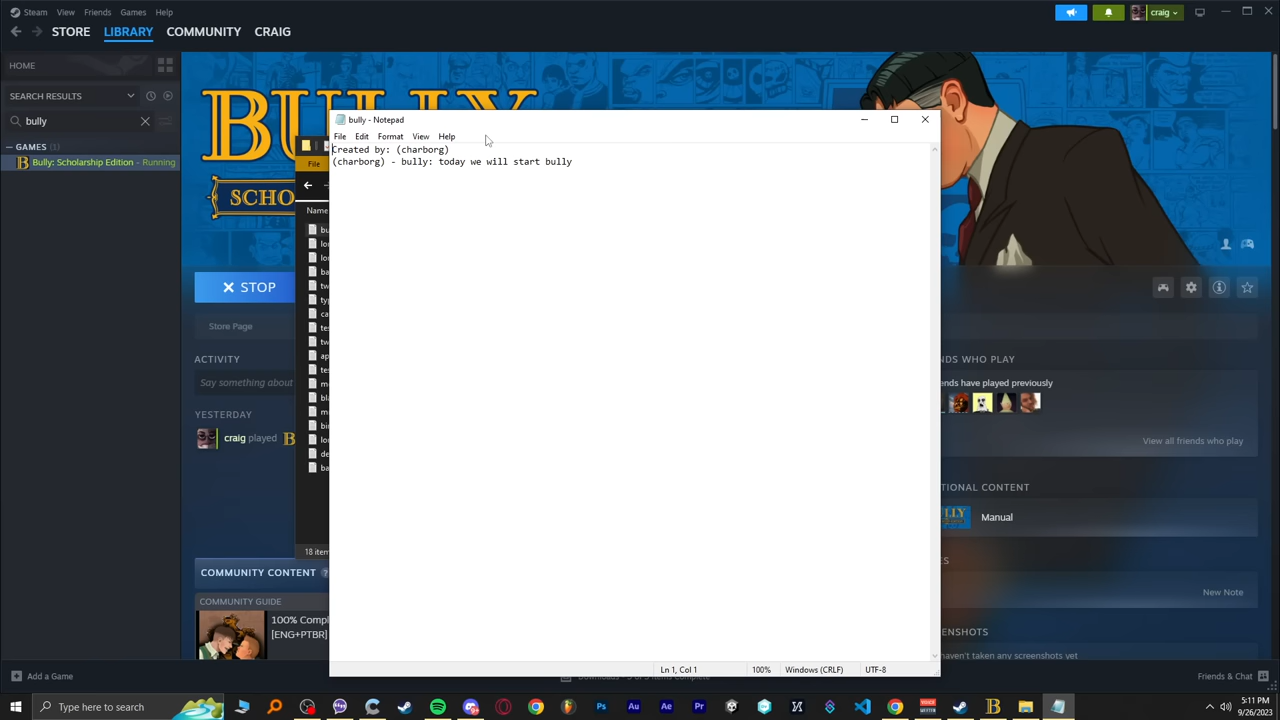 Steam View Friends Games Help
craig
STORE LIBRARY COMMUNITY CRAIG
HOME
SEARCH RESULTS
bully
GAMES (1)
Bully: Scholarship Edition - Running
BULLY
STOP
Store Page
ACTIVITY
Say something about
YESTERDAY
craig played
COMMUNITY CONTENT
COMMUNITY GUIDE
[ENG+PTBR]
File
Name
18
bully - Notepad
File Edit Format View Help
Created by: (charborg)
(charborg) - bully: today we will start bully
Ln 1, Col 1 100% Windows (CRLF) UTF-8
NDS WHO PLAY
ends have played previously
View all friends who play
TIONAL CONTENT
Manual
New Note
ENSHOTS
haven't taken any screenshots yet
Add a Game
Friends & Chat
Type here to search
5:11 PM
9/26/2023